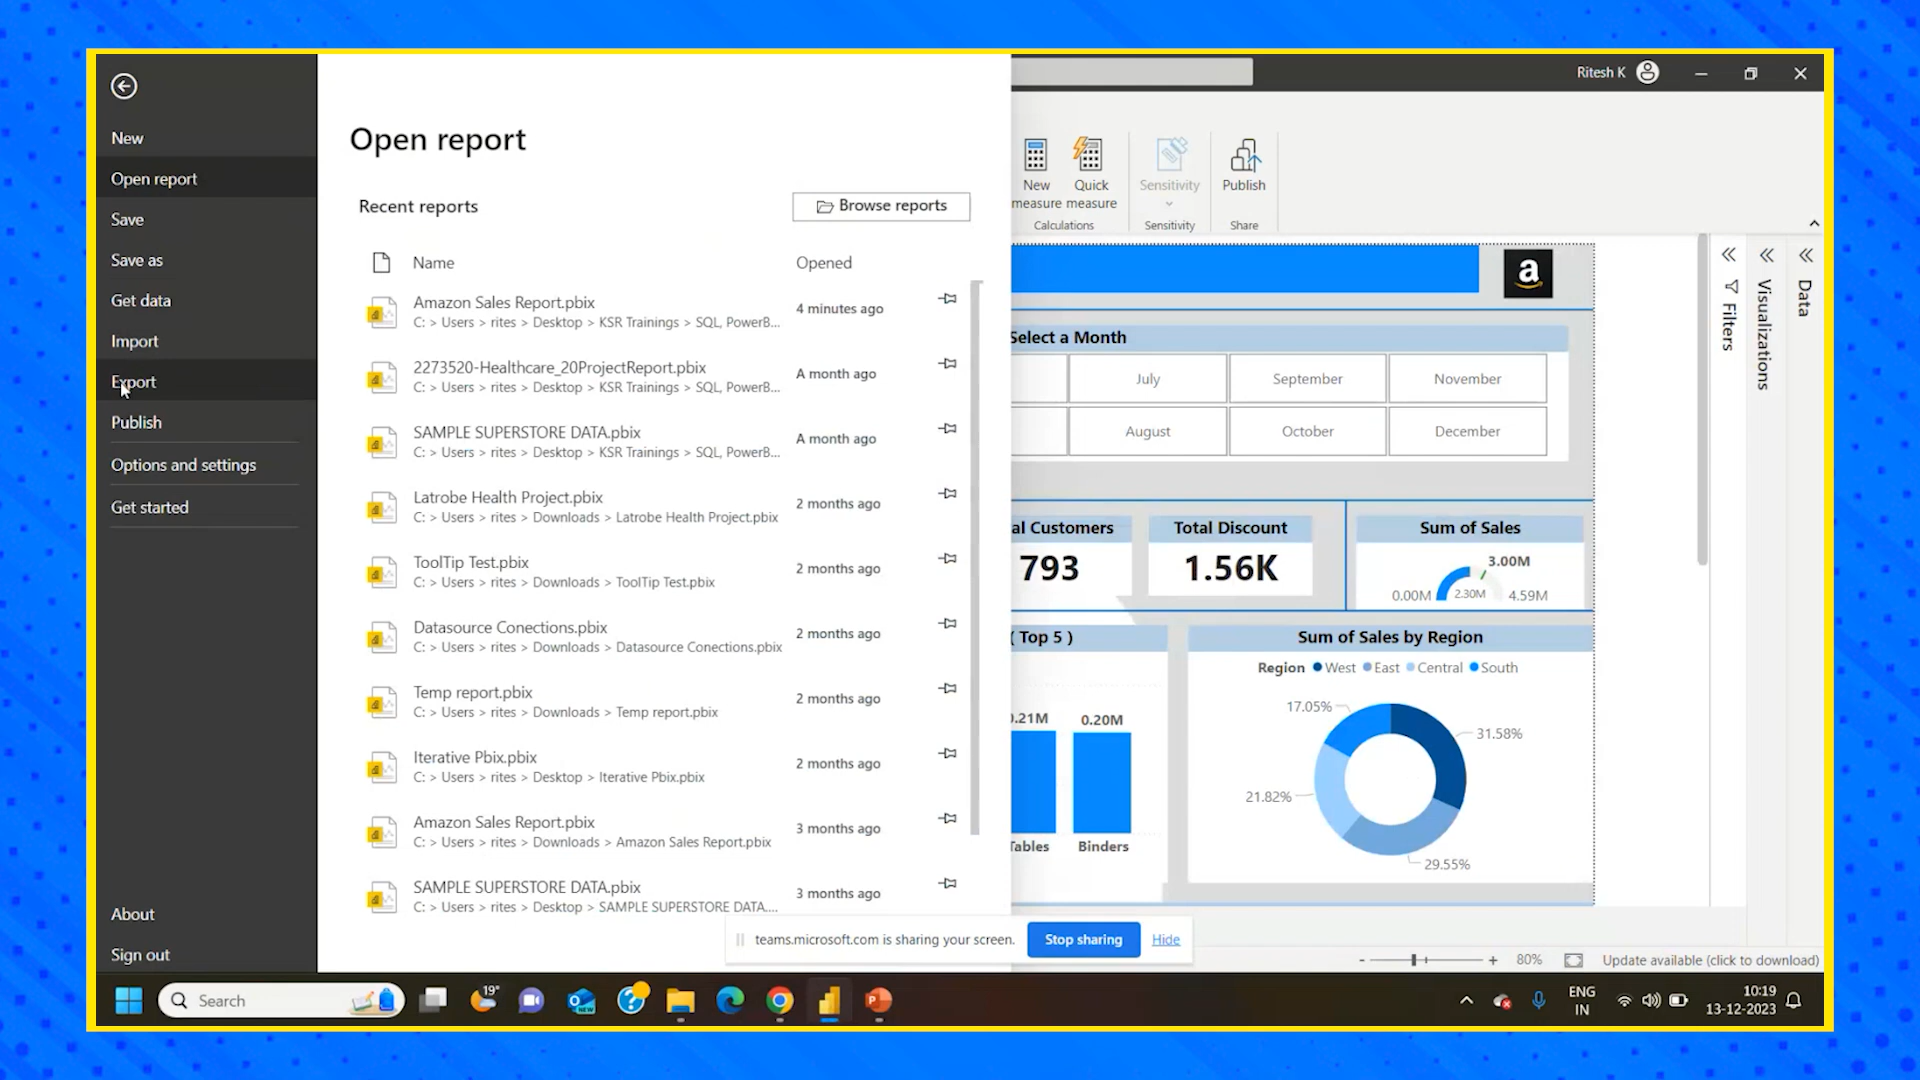 Ritesh K
New
Open report
Save
Save as
Get data
Import
Export
Publish
Options and settings
Get started
About
Sign out
Open report
Recent reports
Browse reports
Name Opened
Amazon Sales Report.pbix
C: > Users > rites > Desktop > KSR Trainings > SQL, PowerB...
4 minutes ago
2273520-Healthcare_20ProjectReport.pbix
C: > Users > rites > Desktop > KSR Trainings > SQL, PowerB...
A month ago
SAMPLE SUPERSTORE DATA.pbix
C: > Users > rites > Desktop > KSR Trainings > SQL, PowerB...
A month ago
Latrobe Health Project.pbix
C: > Users > rites > Downloads > Latrobe Health Project.pbix
2 months ago
ToolTip Test.pbix
C: > Users > rites > Downloads > ToolTip Test.pbix
2 months ago
Datasource Conections.pbix
C: > Users > rites > Downloads > Datasource Conections.pbix
2 months ago
Temp report.pbix
C: > Users > rites > Downloads > Temp report.pbix
2 months ago
Iterative Pbix.pbix
C: > Users > rites > Desktop > Iterative Pbix.pbix
2 months ago
Amazon Sales Report.pbix
C: > Users > rites > Downloads > Amazon Sales Report.pbix
3 months ago
SAMPLE SUPERSTORE DATA.pbix
C: > Users > rites > Desktop > SAMPLE SUPERSTORE DATA....
3 months ago
New measure
Quick measure
Calculations
Sensitivity
Sensitivity
Publish
Share
a
Filters
Visualizations
Data
Select a Month
July September November
August October December
al Customers
793
Total Discount
1.56K
Sum of Sales
3.00M
0.00M 2.30M 4.59M
( Top 5 )
0.21M 0.20M
Tables Binders
Sum of Sales by Region
Region West East Central South
17.05%
31.58%
21.82%
29.55%
teams.microsoft.com is sharing your screen. Stop sharing Hide
- + 80% Update available (click to download)
Search
19°
NEW
ENG
IN
10:19
13-12-2023